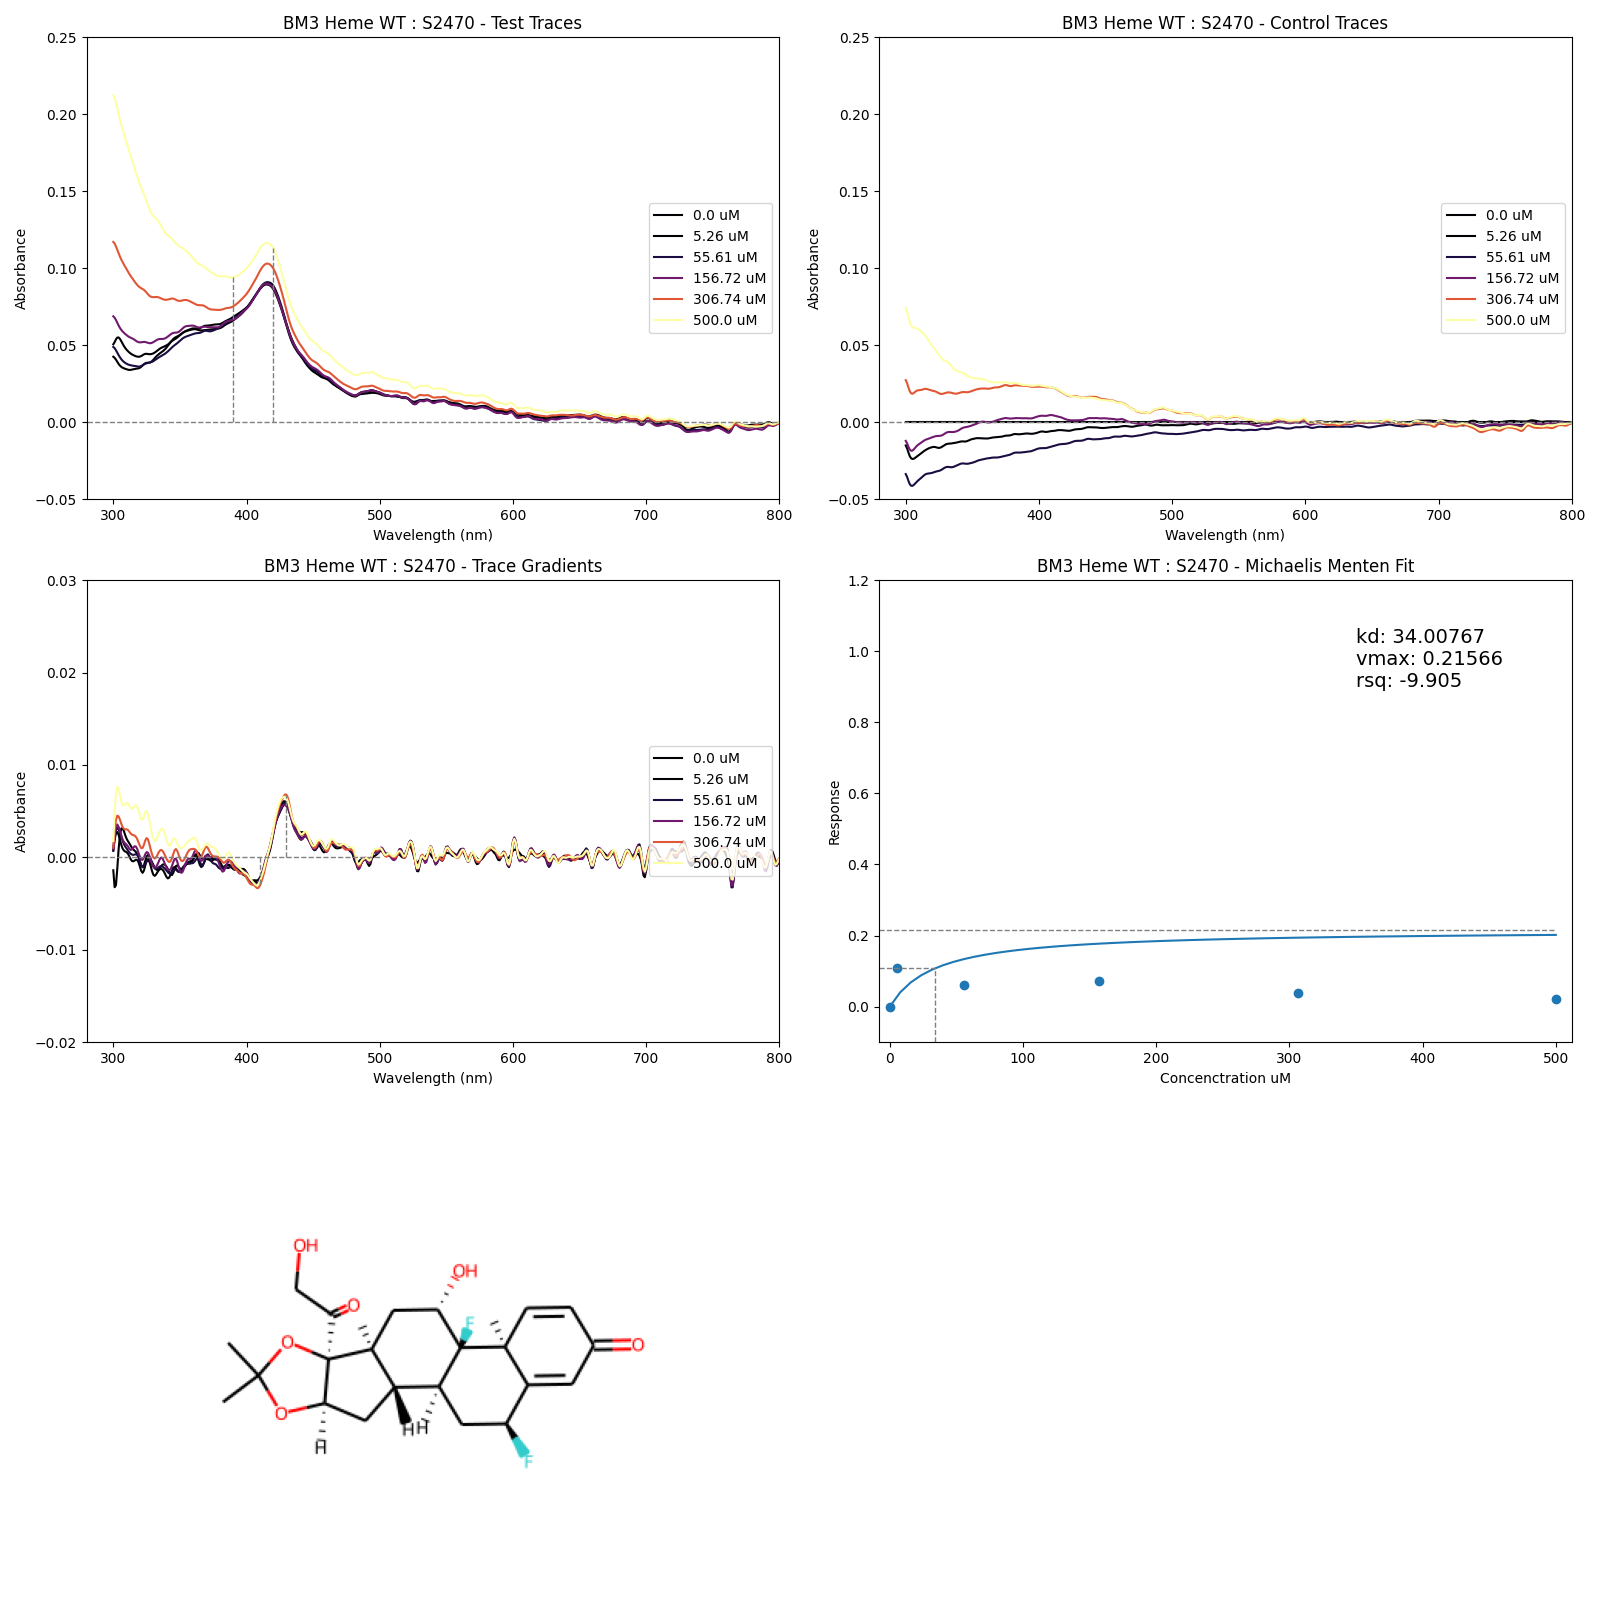 BM3 Heme WT : S2470 - Test Traces
0.25
0.20
0.15
0.10
0.05
0.00
−0.05
Absorbance
300 400 500 600 700 800
Wavelength (nm)
0.0 uM
5.26 uM
55.61 uM
156.72 uM
306.74 uM
500.0 uM
BM3 Heme WT : S2470 - Control Traces
0.25
0.20
0.15
0.10
0.05
0.00
−0.05
Absorbance
300 400 500 600 700 800
Wavelength (nm)
0.0 uM
5.26 uM
55.61 uM
156.72 uM
306.74 uM
500.0 uM
BM3 Heme WT : S2470 - Trace Gradients
0.03
0.02
0.01
0.00
−0.01
−0.02
Absorbance
300 400 500 600 700 800
Wavelength (nm)
0.0 uM
5.26 uM
55.61 uM
156.72 uM
306.74 uM
500.0 uM
BM3 Heme WT : S2470 - Michaelis Menten Fit
1.2
1.0
0.8
0.6
0.4
0.2
0.0
Response
kd: 34.00767
vmax: 0.21566
rsq: -9.905
0 100 200 300 400 500
Concenctration uM
OH
OH
O
F
O
O
O
H
H
H
F